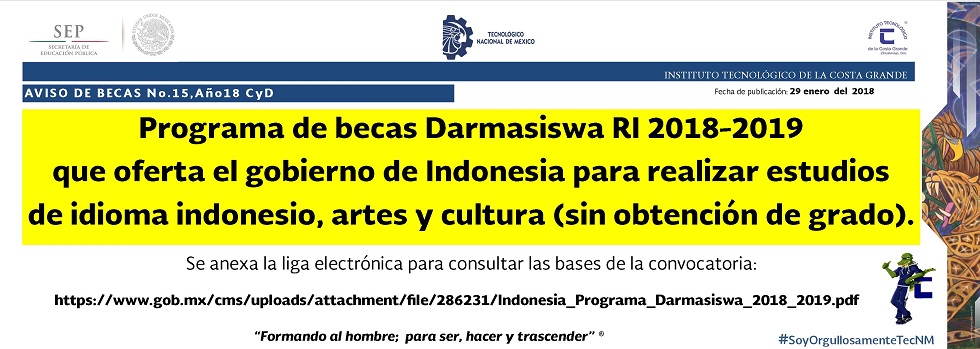 SEP
SECRETARÍA DE
EDUCACIÓN PÚBLICA
TECNOLÓGICO
NACIONAL DE MÉXICO
INSTITUTO TECNOLÓGICO
de la Costa Grande
INSTITUTO TECNOLÓGICO DE LA COSTA GRANDE
AVISO DE BECAS No.15,Año18 CyD
Fecha de publicación: 29 enero del 2018
Programa de becas Darmasiswa RI 2018-2019
que oferta el gobierno de Indonesia para realizar estudios
de idioma indonesio, artes y cultura (sin obtención de grado).
Se anexa la liga electrónica para consultar las bases de la convocatoria:
https://www.gob.mx/cms/uploads/attachment/file/286231/Indonesia_Programa_Darmasiswa_2018_2019.pdf
“Formando al hombre; para ser, hacer y trascender” ®
#SoyOrgullosamenteTecNM